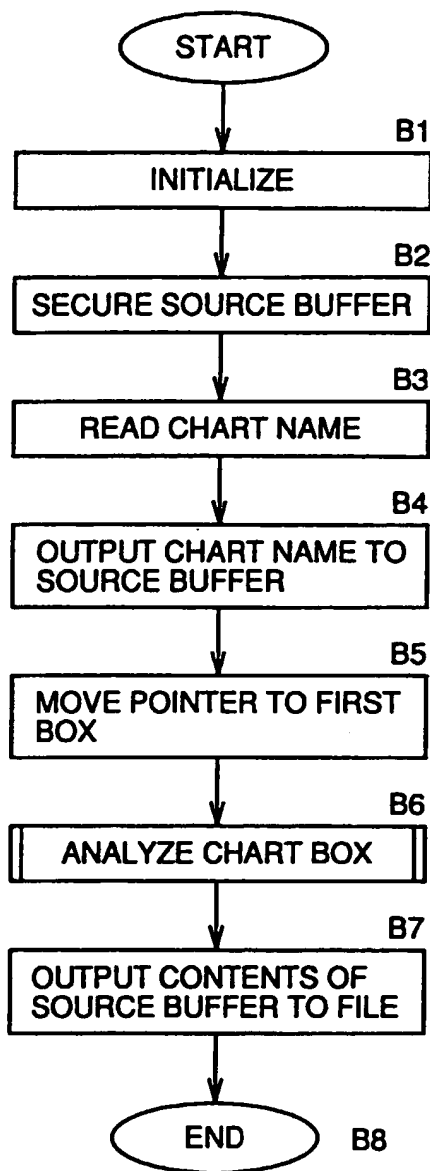 START
B1
INITIALIZE
B2
SECURE SOURCE BUFFER
B3
READ CHART NAME
B4
OUTPUT CHART NAME TO
SOURCE BUFFER
B5
MOVE POINTER TO FIRST
BOX
B6
ANALYZE CHART BOX
B7
OUTPUT CONTENTS OF
SOURCE BUFFER TO FILE
END B8